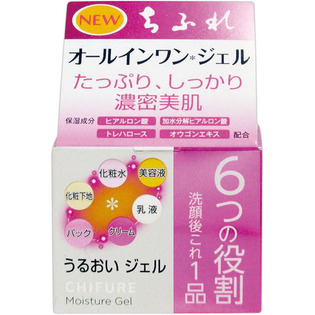 NEW
ちふれ
オールインワン*ジェル
たっぷり、しっかり
濃密美肌
保湿成分
ヒアルロン酸
加水分解ヒアルロン酸
トレハロース
オウゴンエキス
配合
化粧水
美容液
化粧下地
乳液
パック
クリーム
*
うるおい ジェル
CHIFURE
Moisture Gel
6つの役割
洗顔後これ1品